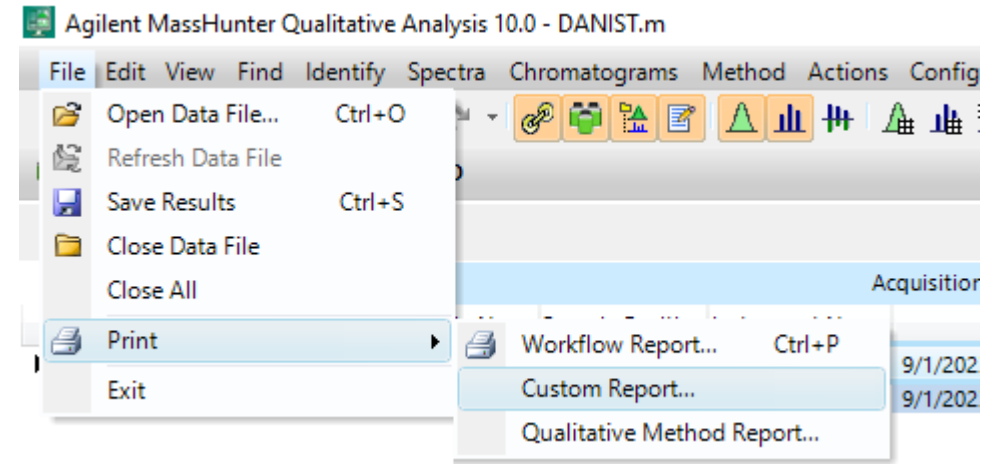 Agilent MassHunter Qualitative Analysis 10.0 - DANIST.m
File Edit View Find Identify Spectra Chromatograms Method Actions Config
Open Data File... Ctrl+O
Refresh Data File
Save Results Ctrl+S
Close Data File
Close All
Acquisition
Print
Workflow Report... Ctrl+P
9/1/202
Exit
Custom Report...
9/1/202
Qualitative Method Report...